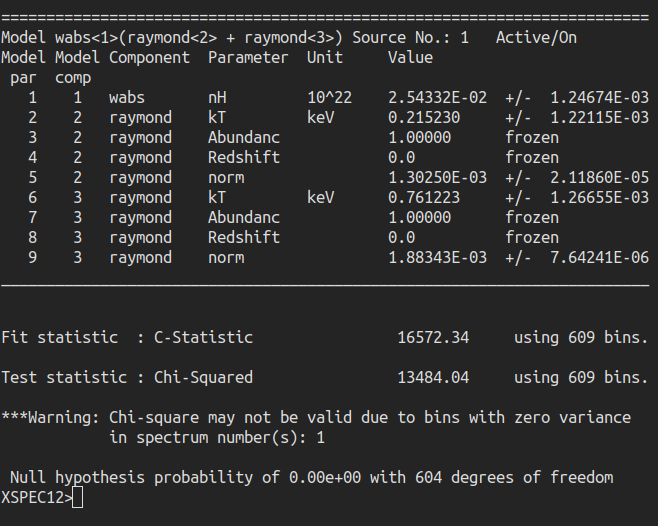 ========================================================================
Model wabs<1>(raymond<2> + raymond<3>) Source No.: 1   Active/On
Model Model Component  Parameter  Unit     Value
 par  comp
   1    1   wabs       nH         10^22    2.54332E-02  +/-  1.24674E-03
   2    2   raymond    kT         keV      0.215230     +/-  1.22115E-03
   3    2   raymond    Abundanc            1.00000      frozen
   4    2   raymond    Redshift            0.0          frozen
   5    2   raymond    norm                1.30250E-03  +/-  2.11860E-05
   6    3   raymond    kT         keV      0.761223     +/-  1.26655E-03
   7    3   raymond    Abundanc            1.00000      frozen
   8    3   raymond    Redshift            0.0          frozen
   9    3   raymond    norm                1.88343E-03  +/-  7.64241E-06
________________________________________________________________________
Fit statistic  : C-Statistic                16572.34     using 609 bins.
Test statistic : Chi-Squared                13484.04     using 609 bins.
***Warning: Chi-square may not be valid due to bins with zero variance
            in spectrum number(s): 1
 Null hypothesis probability of 0.00e+00 with 604 degrees of freedom
XSPEC12>